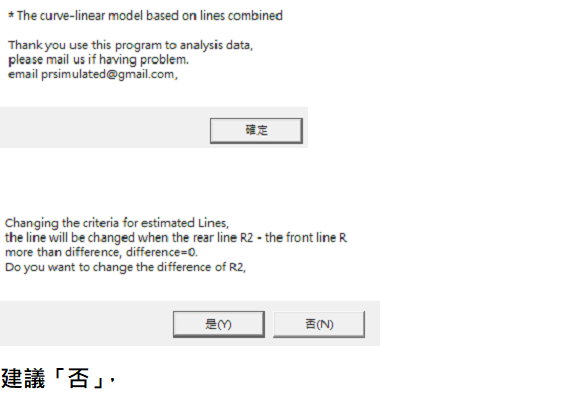 * The curve-linear model based on lines combined
Thank you use this program to analysis data,
please mail us if having problem.
email prsimulated@gmail.com,
確定
Changing the criteria for estimated Lines,
the line will be changed when the rear line R2 - the front line R
more than difference, difference=0.
Do you want to change the difference of R2,
是(Y) 否(N)
建議「否」,